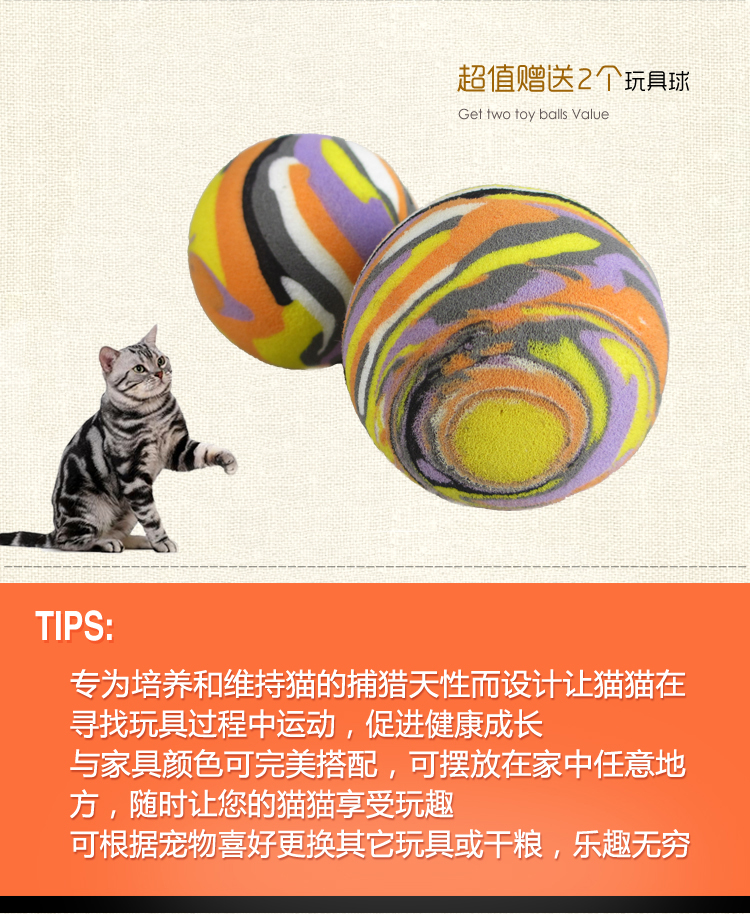 超值赠送2个玩具球
Get two toy balls Value
TIPS:
专为培养和维持猫的捕猎天性而设计让猫猫在
寻找玩具过程中运动，促进健康成长
与家具颜色可完美搭配，可摆放在家中任意地
方，随时让您的猫猫享受玩趣
可根据宠物喜好更换其它玩具或干粮，乐趣无穷